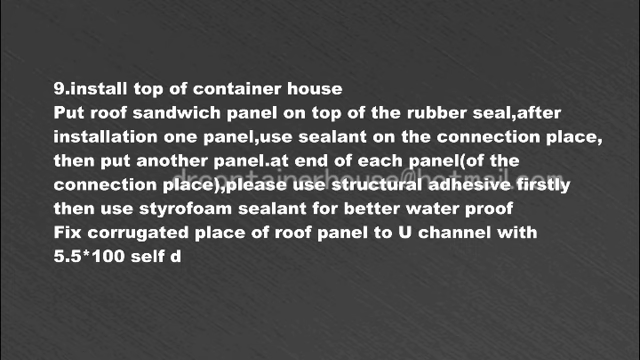 9.install top of container house
Put roof sandwich panel on top of the rubber seal,after
installation one panel,use sealant on the connection place,
then put another panel.at end of each panel(of the
connection place),please use structural adhesive firstly
drcontainerhouse@hotmail.com
then use styrofoam sealant for better water proof
Fix corrugated place of roof panel to U channel with
5.5*100 self d